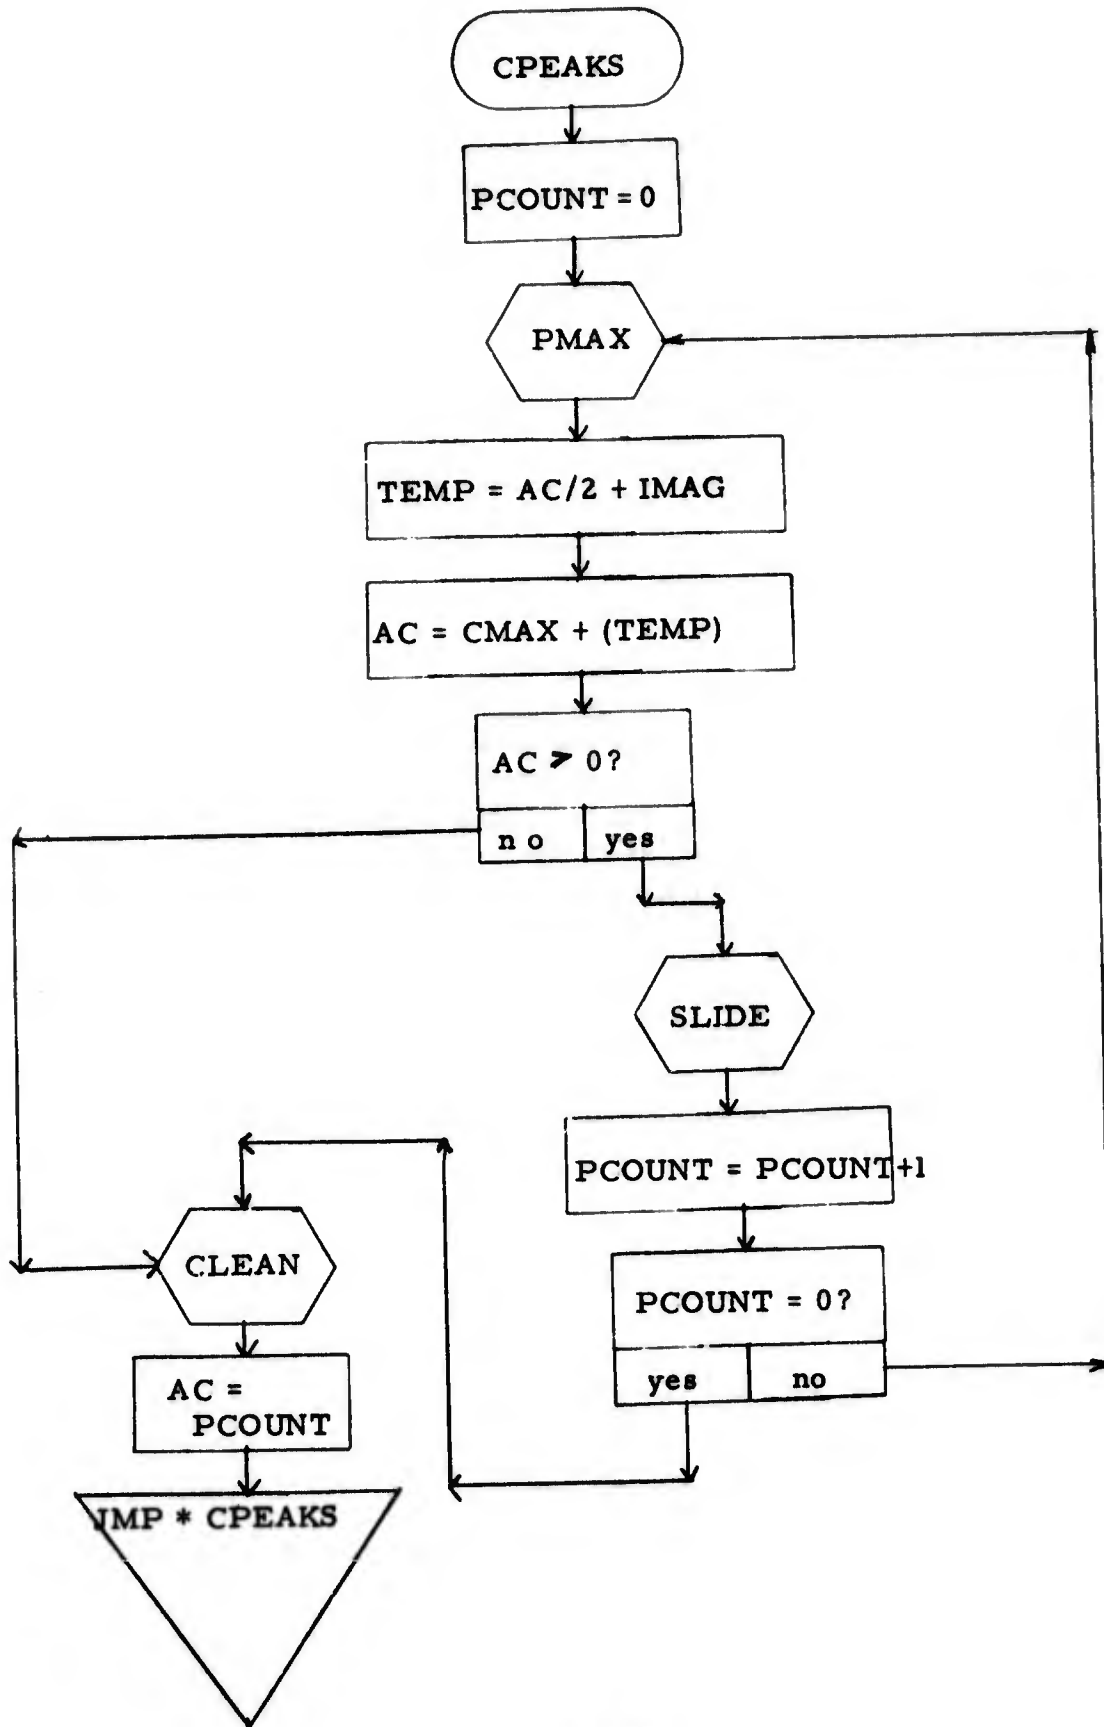 CPEAKS
PCOUNT = 0
PMAX
TEMP = AC/2 + IMAG
AC = CMAX + (TEMP)
AC > 0?
no yes
SLIDE
PCOUNT = PCOUNT+1
PCOUNT = 0?
yes no
CLEAN
AC =
PCOUNT
JMP * CPEAKS